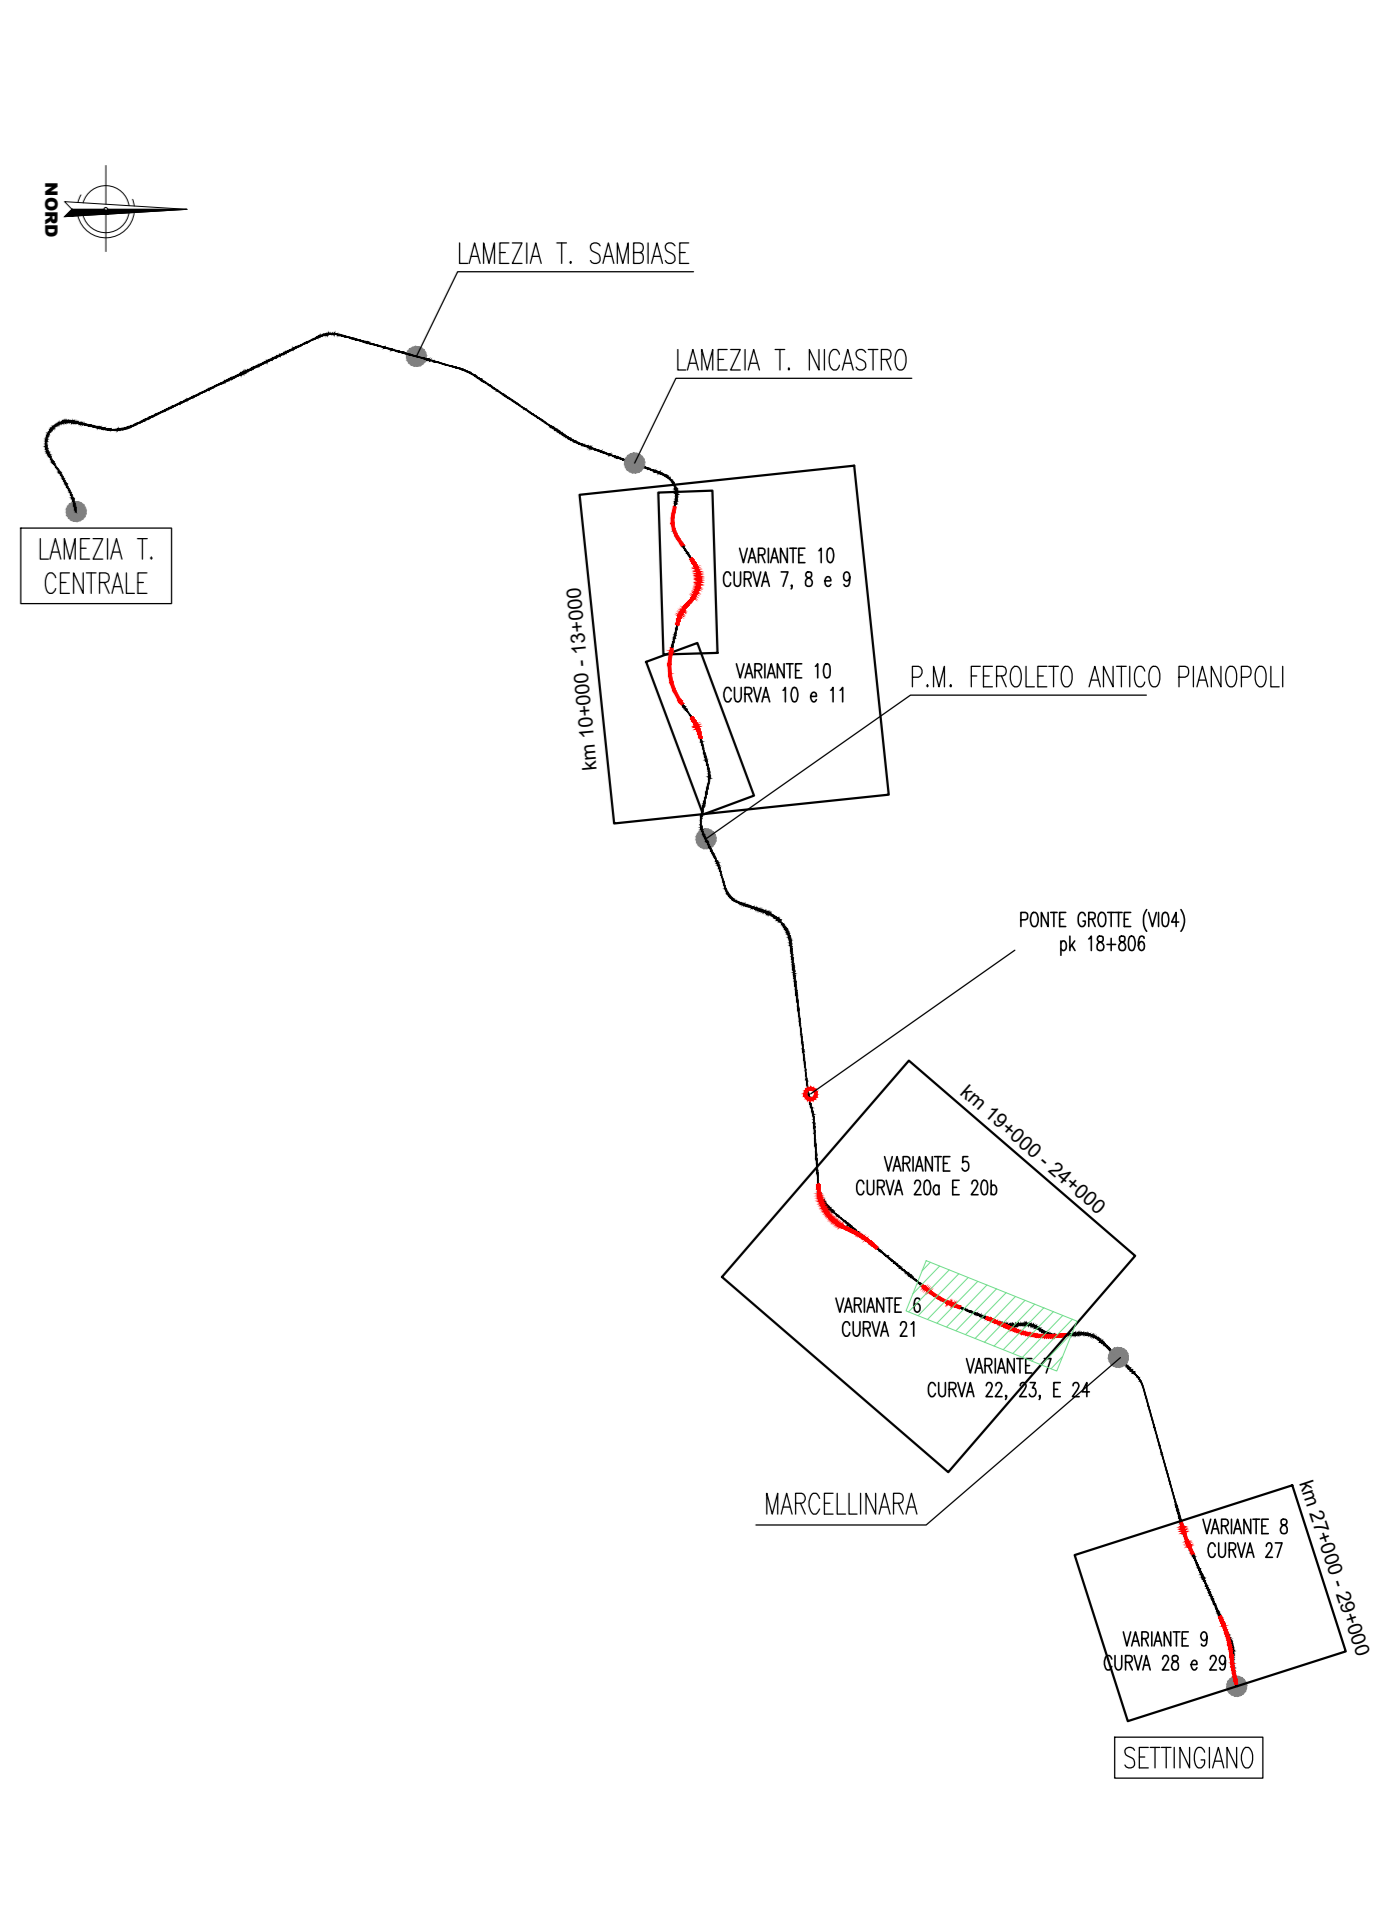 NORD
LAMEZIA T. SAMBIASE
LAMEZIA T. NICASTRO
LAMEZIA T.
CENTRALE
km 10+000 - 13+000
VARIANTE 10
CURVA 7, 8 e 9
VARIANTE 10
CURVA 10 e 11
P.M. FEROLETO ANTICO PIANOPOLI
PONTE GROTTE (VI04)
pk 18+806
km 19+000 - 24+000
VARIANTE 5
CURVA 20a E 20b
VARIANTE 6
CURVA 21
VARIANTE 7
CURVA 22, 23, E 24
MARCELLINARA
km 27+000 - 29+000
VARIANTE 8
CURVA 27
VARIANTE 9
CURVA 28 e 29
SETTINGIANO